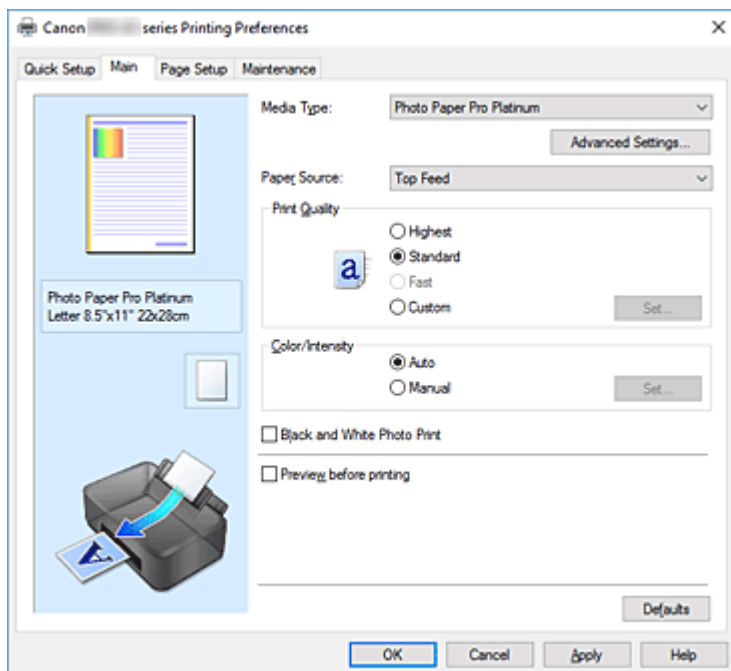 Canon series Printing Preferences
Quick Setup Main Page Setup Maintenance
Media Type: Photo Paper Pro Platinum
Advanced Settings...
Paper Source: Top Feed
Print Quality
Highest
a Standard
Fast
Photo Paper Pro Platinum
Letter 8.5"x11" 22x28cm
Custom Set...
Color/Intensity
Auto
Manual Set...
Black and White Photo Print
Preview before printing
A
Defaults
OK Cancel Apply Help